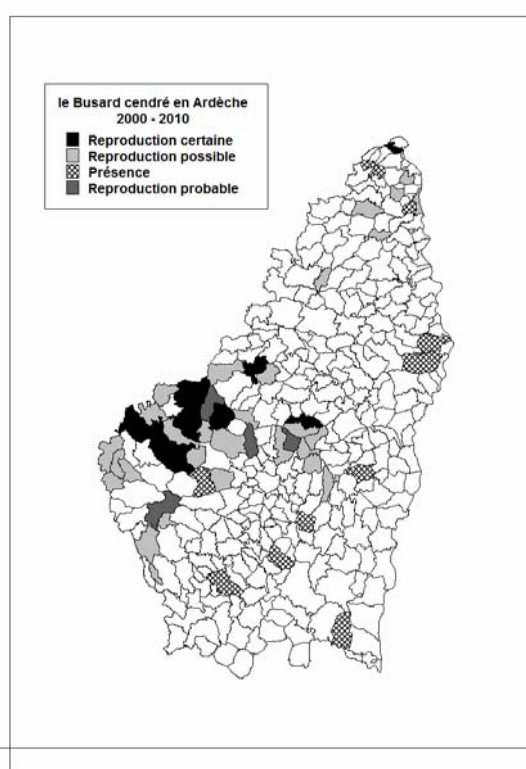 le Busard cendré en Ardèche
2000 - 2010
Reproduction certaine
Reproduction possible
Présence
Reproduction probable